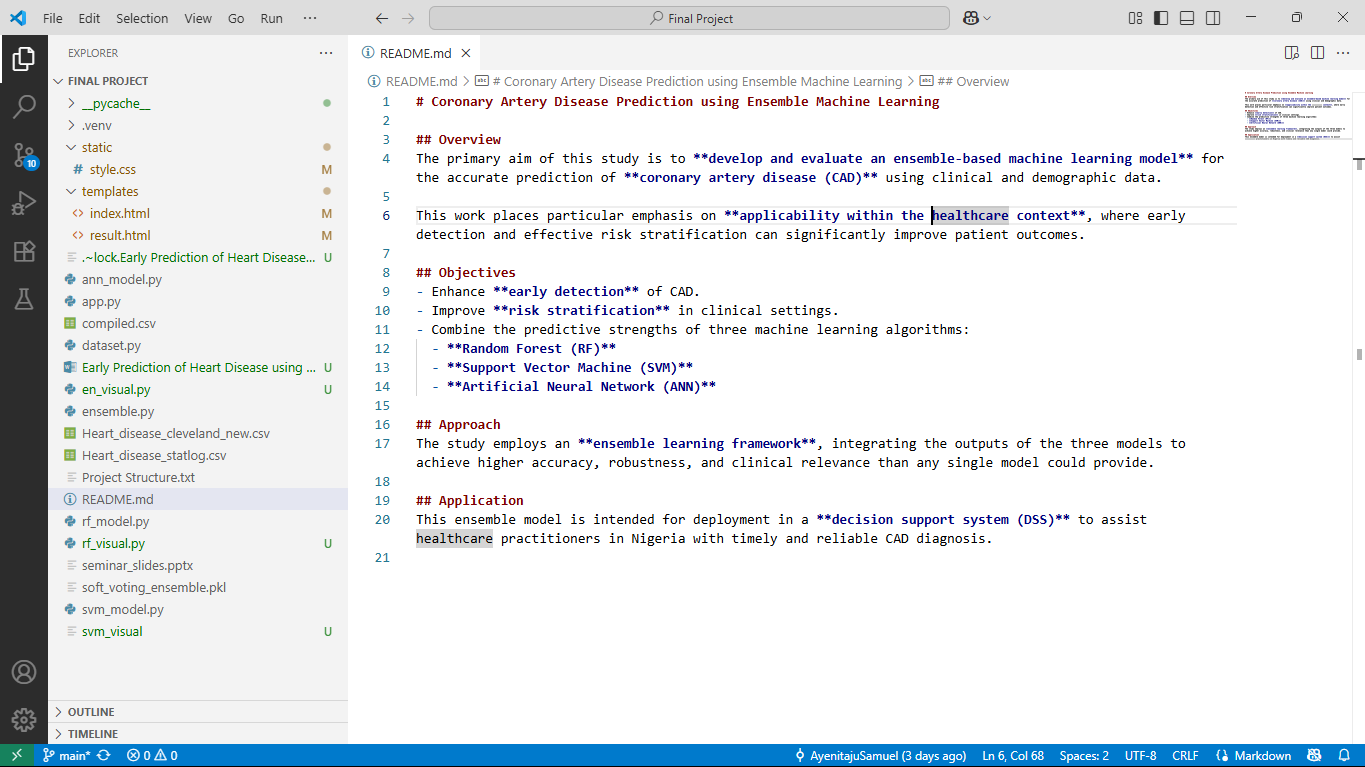 File Edit Selection View Go Run ··· Final Project
EXPLORER ···
FINAL PROJECT
__pycache__
.venv
static
style.css M
templates
index.html M
result.html M
.~lock.Early Prediction of Heart Disease... U
ann_model.py
app.py
compiled.csv
dataset.py
Early Prediction of Heart Disease using ... U
en_visual.py U
ensemble.py
Heart_disease_cleveland_new.csv
Heart_disease_statlog.csv
Project Structure.txt
README.md
rf_model.py
rf_visual.py U
seminar_slides.pptx
soft_voting_ensemble.pkl
svm_model.py
svm_visual U
OUTLINE
TIMELINE
10
README.md
README.md > # Coronary Artery Disease Prediction using Ensemble Machine Learning > ## Overview
1 # Coronary Artery Disease Prediction using Ensemble Machine Learning
2
3 ## Overview
4 The primary aim of this study is to **develop and evaluate an ensemble-based machine learning model** for
the accurate prediction of **coronary artery disease (CAD)** using clinical and demographic data.
5
6 This work places particular emphasis on **applicability within the healthcare context**, where early
detection and effective risk stratification can significantly improve patient outcomes.
7
8 ## Objectives
9 - Enhance **early detection** of CAD.
10 - Improve **risk stratification** in clinical settings.
11 - Combine the predictive strengths of three machine learning algorithms:
12 - **Random Forest (RF)**
13 - **Support Vector Machine (SVM)**
14 - **Artificial Neural Network (ANN)**
15
16 ## Approach
17 The study employs an **ensemble learning framework**, integrating the outputs of the three models to
achieve higher accuracy, robustness, and clinical relevance than any single model could provide.
18
19 ## Application
20 This ensemble model is intended for deployment in a **decision support system (DSS)** to assist
healthcare practitioners in Nigeria with timely and reliable CAD diagnosis.
21
main* 0 0 AyenitajuSamuel (3 days ago) Ln 6, Col 68 Spaces: 2 UTF-8 CRLF Markdown